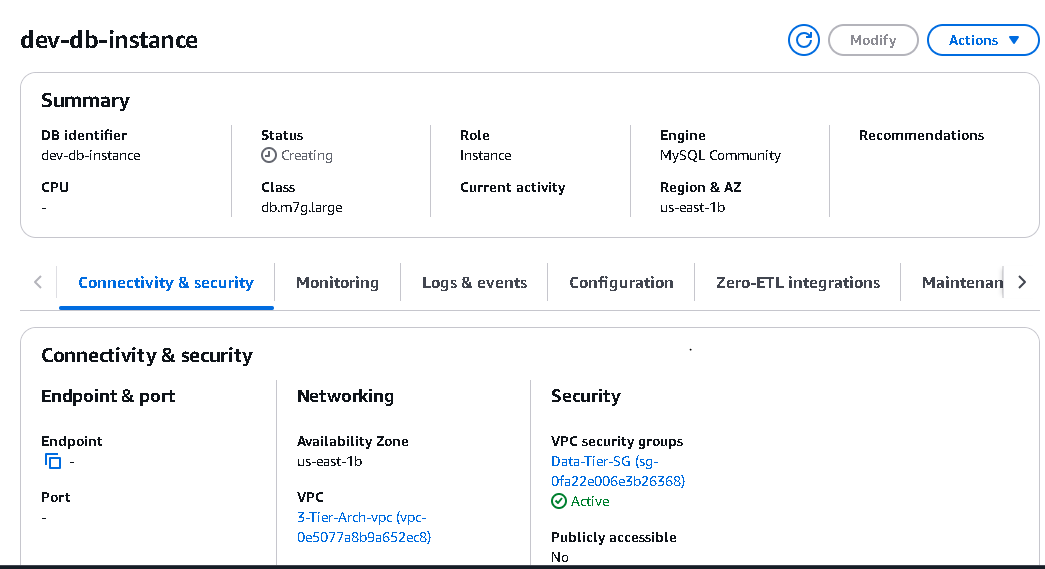 dev-db-instance
Modify
Actions
Summary
DB identifier
dev-db-instance
CPU
-
Status
Creating
Class
db.m7g.large
Role
Instance
Current activity
Engine
MySQL Community
Region & AZ
us-east-1b
Recommendations
Connectivity & security
Monitoring
Logs & events
Configuration
Zero-ETL integrations
Maintenan
Connectivity & security
Endpoint & port
Endpoint
-
Port
-
Networking
Availability Zone
us-east-1b
VPC
3-Tier-Arch-vpc (vpc-
0e5077a8b9a652ec8)
Security
VPC security groups
Data-Tier-SG (sg-
0fa22e006e3b26368)
Active
Publicly accessible
No